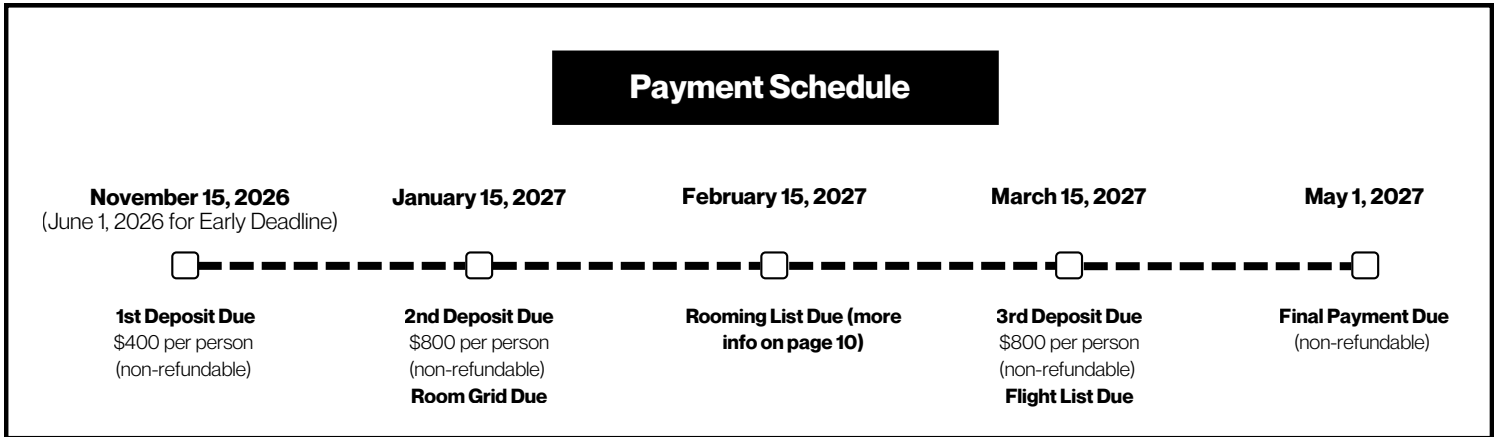 Payment Schedule
November 15, 2026
(June 1, 2026 for Early Deadline)
January 15, 2027
February 15, 2027
March 15, 2027
May 1, 2027
1st Deposit Due
$400 per person
(non-refundable)
2nd Deposit Due
$800 per person
(non-refundable)
Room Grid Due
Rooming List Due (more
info on page 10)
3rd Deposit Due
$800 per person
(non-refundable)
Flight List Due
Final Payment Due
(non-refundable)